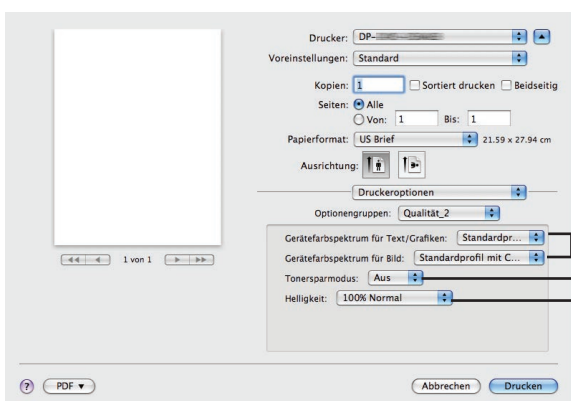 Drucker: DP-
Voreinstellungen: Standard
Kopien: 1 Sortiert drucken Beidseitig
Seiten: Alle
Von: 1 Bis: 1
Papierformat: US Brief 21.59 x 27.94 cm
Ausrichtung:
Druckeroptionen
Optionengruppen: Qualität_2
Gerätefarbspektrum für Text/Grafiken: Standardpr...
Gerätefarbspektrum für Bild: Standardprofil mit C...
Tonersparmodus: Aus
Helligkeit: 100% Normal
1 von 1
? PDF ▼ Abbrechen Drucken